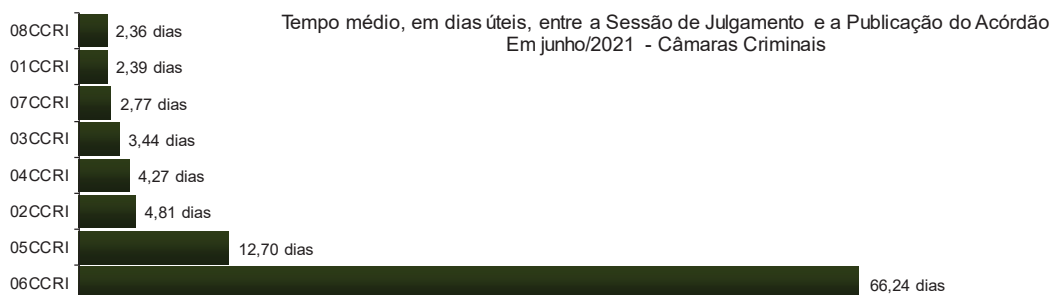 Tempo médio, em dias úteis, entre a Sessão de Julgamento e a Publicação do Acórdão
Em junho/2021 - Câmaras Criminais
08CCRI 2,36 dias
01CCRI 2,39 dias
07CCRI 2,77 dias
03CCRI 3,44 dias
04CCRI 4,27 dias
02CCRI 4,81 dias
05CCRI 12,70 dias
06CCRI 66,24 dias